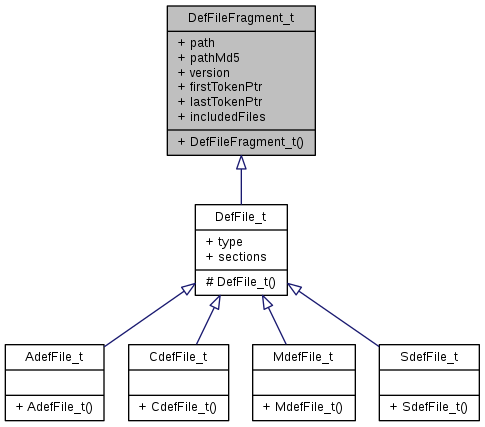 DefFileFragment_t
+ path
+ pathMd5
+ version
+ firstTokenPtr
+ lastTokenPtr
+ includedFiles
+ DefFileFragment_t()
DefFile_t
+ type
+ sections
# DefFile_t()
AdefFile_t
+ AdefFile_t()
CdefFile_t
+ CdefFile_t()
MdefFile_t
+ MdefFile_t()
SdefFile_t
+ SdefFile_t()